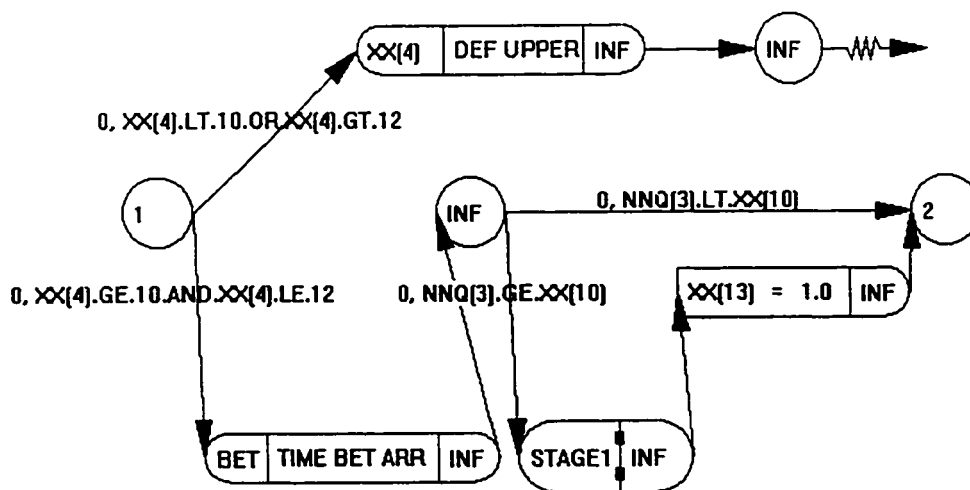 XX(4) DEF UPPER INF INF
0, XX(4).LT.10.OR.XX(4).GT.12
1 INF 0, NNQ(3).LT.XX(10) 2
0, XX(4).GE.10.AND.XX(4).LE.12 0, NNQ(3).GE.XX(10) XX(13) = 1.0 INF
BET TIME BET ARR INF STAGE1 INF